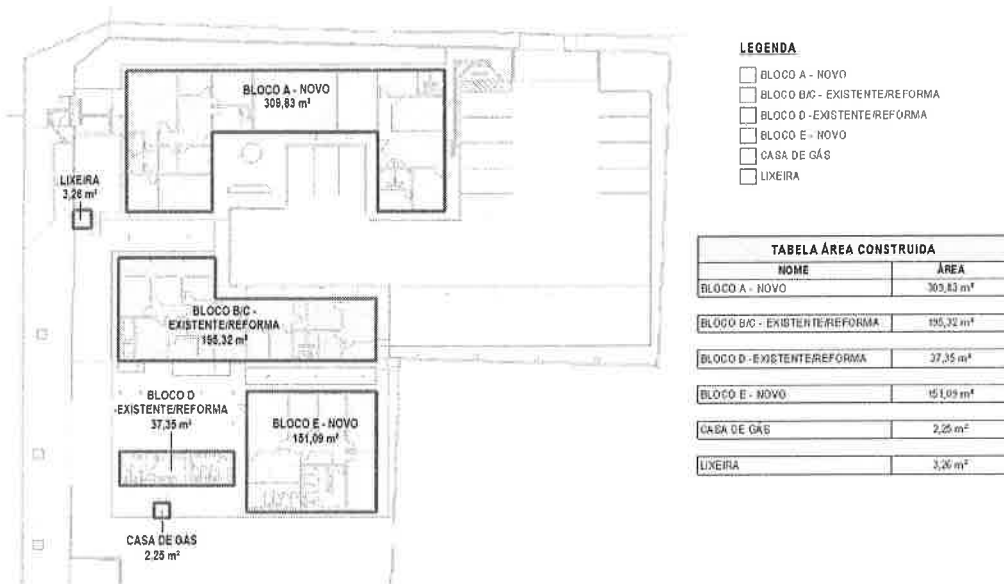 BLOCO A - NOVO
309,83 m²
LIXEIRA
3,26 m²
BLOCO B/C -
EXISTENTE/REFORMA
195,32 m²
BLOCO D
-EXISTENTE/REFORMA
37,35 m²
BLOCO E - NOVO
151,09 m²
CASA DE GÁS
2,25 m²
LEGENDA
BLOCO A - NOVO
BLOCO B/C - EXISTENTE/REFORMA
BLOCO D -EXISTENTE/REFORMA
BLOCO E - NOVO
CASA DE GÁS
LIXEIRA
TABELA ÁREA CONSTRUIDA
NOME ÁREA
BLOCO A - NOVO 309,83 m²
BLOCO B/C - EXISTENTE/REFORMA 195,32 m²
BLOCO D -EXISTENTE/REFORMA 37,35 m²
BLOCO E - NOVO 151,09 m²
CASA DE GÁS 2,25 m²
LIXEIRA 3,26 m²